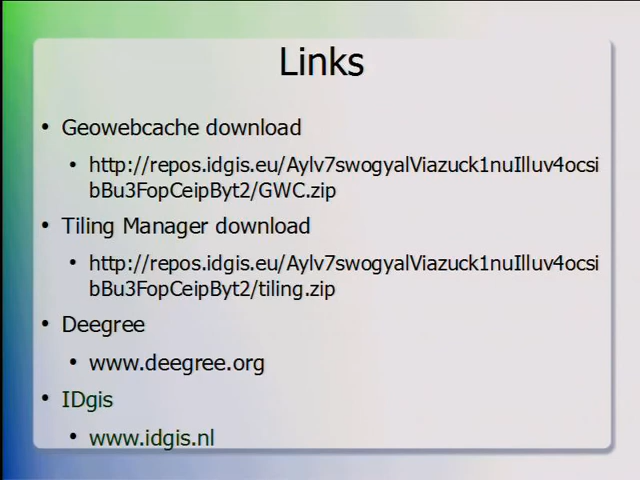 Links
• Geowebcache download
• http://repos.idgis.eu/Aylv7swogyalViazuck1nuIlluv4ocsi
bBu3FopCeipByt2/GWC.zip
• Tiling Manager download
• http://repos.idgis.eu/Aylv7swogyalViazuck1nuIlluv4ocsi
bBu3FopCeipByt2/tiling.zip
• Deegree
• www.deegree.org
• IDgis
• www.idgis.nl